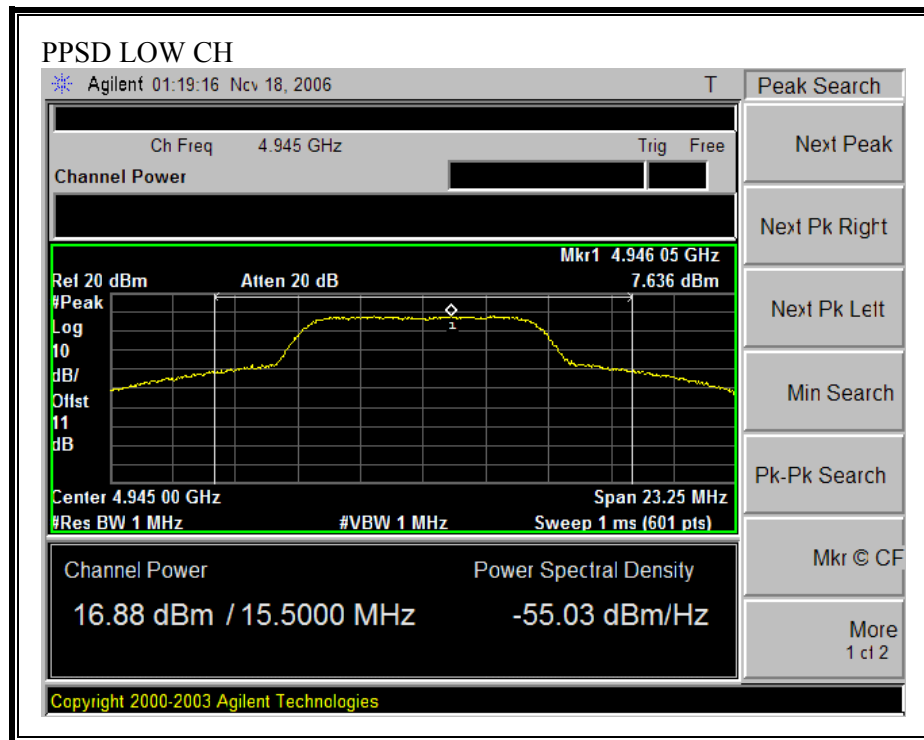 PPSD LOW CH
Agilent 01:19:16 Nov 18, 2006 T
Peak Search
Ch Freq 4.945 GHz Trig Free
Channel Power
Next Peak
Next Pk Right
Mkr1 4.946 05 GHz
Ref 20 dBm Atten 20 dB 7.636 dBm
#Peak
Log
10
dB/
Offst
11
dB
1
Next Pk Left
Min Search
Pk-Pk Search
Center 4.945 00 GHz Span 23.25 MHz
#Res BW 1 MHz #VBW 1 MHz Sweep 1 ms (601 pts)
Mkr © CF
Channel Power Power Spectral Density
16.88 dBm / 15.5000 MHz -55.03 dBm/Hz
More
1 of 2
Copyright 2000-2003 Agilent Technologies